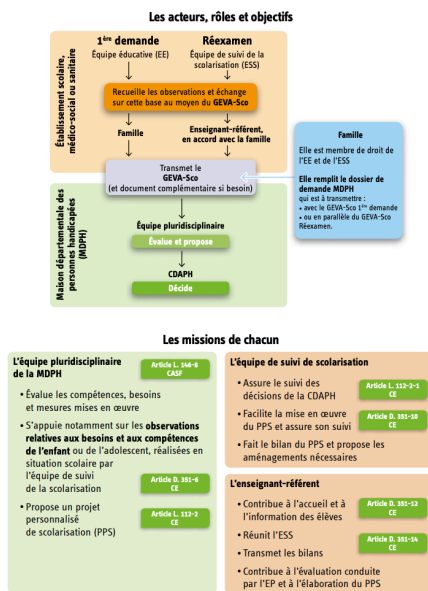 Les acteurs, rôles et objectifs
Établissement scolaire,
médico-social ou sanitaire
1ère demande
Équipe éducative (EE)
Réexamen
Équipe de suivi de la
scolarisation (ESS)
Recueille les observations et échange
sur cette base au moyen du GEVA-Sco
Famille
Enseignant-référent,
en accord avec la famille
Transmet le
GEVA-Sco
(et document complémentaire si besoin)
Famille
Elle est membre de droit de
l'EE et de l'ESS
Elle remplit le dossier de
demande MDPH
qui est à transmettre :
• avec le GEVA-Sco 1ère demande
• ou en parallèle du GEVA-Sco
Réexamen.
Maison départementale des
personnes handicapées
(MDPH)
Équipe pluridisciplinaire
Évalue et propose
CDAPH
Décide
Les missions de chacun
L'équipe pluridisciplinaire
de la MDPH
Article L. 146-8
CASF
• Évalue les compétences, besoins
et mesures mises en œuvre
• S'appuie notamment sur les observations
relatives aux besoins et aux compétences
de l'enfant ou de l'adolescent, réalisées en
situation scolaire par
l'équipe de suivi
de la scolarisation
Article D. 351-6
CE
• Propose un projet
personnalisé
de scolarisation (PPS)
Article L. 112-2
CE
L'équipe de suivi de scolarisation
• Assure le suivi des
décisions de la CDAPH
Article L. 112-2-1
CE
• Facilite la mise en œuvre
du PPS et assure son suivi
Article D. 351-10
CE
• Fait le bilan du PPS et propose les
aménagements nécessaires
L'enseignant-référent
• Contribue à l'accueil et à
l'information des élèves
Article D. 351-12
CE
• Réunit l'ESS
• Transmet les bilans
Article D. 351-14
CE
• Contribue à l'évaluation conduite
par l'EP et à l'élaboration du PPS